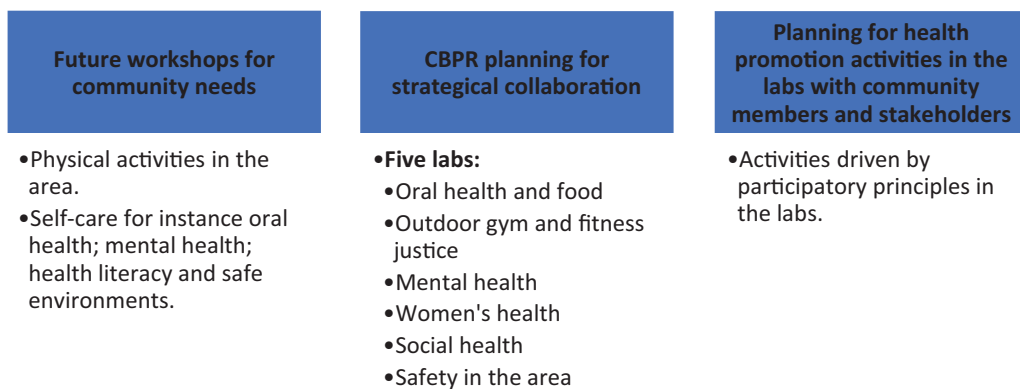 Future workshops for
community needs
•Physical activities in the
area.
•Self-care for instance oral
health; mental health;
health literacy and safe
environments.
CBPR planning for
strategical collaboration
•Five labs:
•Oral health and food
•Outdoor gym and fitness
justice
•Mental health
•Women's health
•Social health
•Safety in the area
Planning for health
promotion activities in the
labs with community
members and stakeholders
•Activities driven by
participatory principles in
the labs.